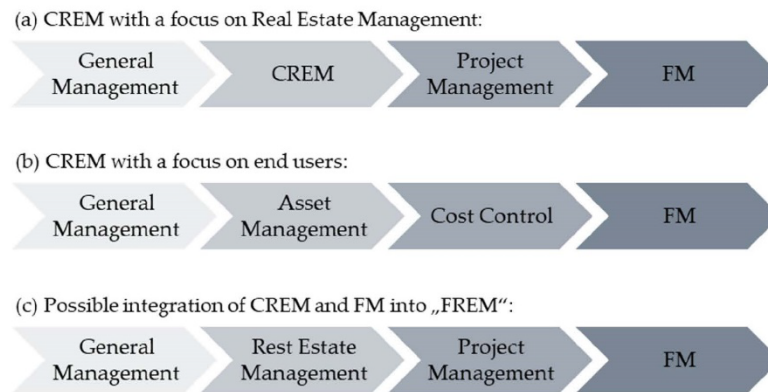 (a) CREM with a focus on Real Estate Management:
General
Management
CREM
Project
Management
FM
(b) CREM with a focus on end users:
General
Management
Asset
Management
Cost Control
FM
(c) Possible integration of CREM and FM into „FREM“:
General
Management
Rest Estate
Management
Project
Management
FM